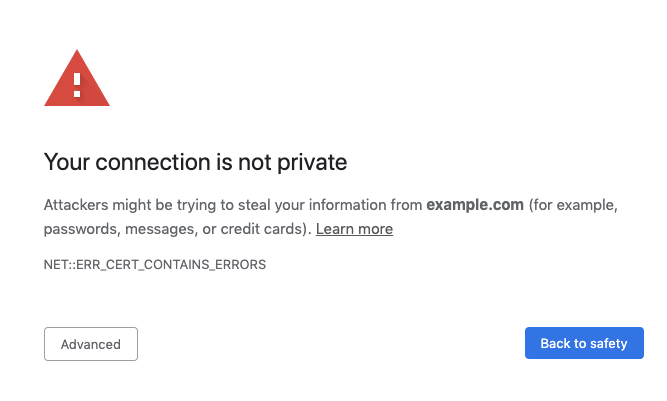 !
Your connection is not private
Attackers might be trying to steal your information from example.com (for example,
passwords, messages, or credit cards). Learn more
NET::ERR_CERT_CONTAINS_ERRORS
Advanced
Back to safety